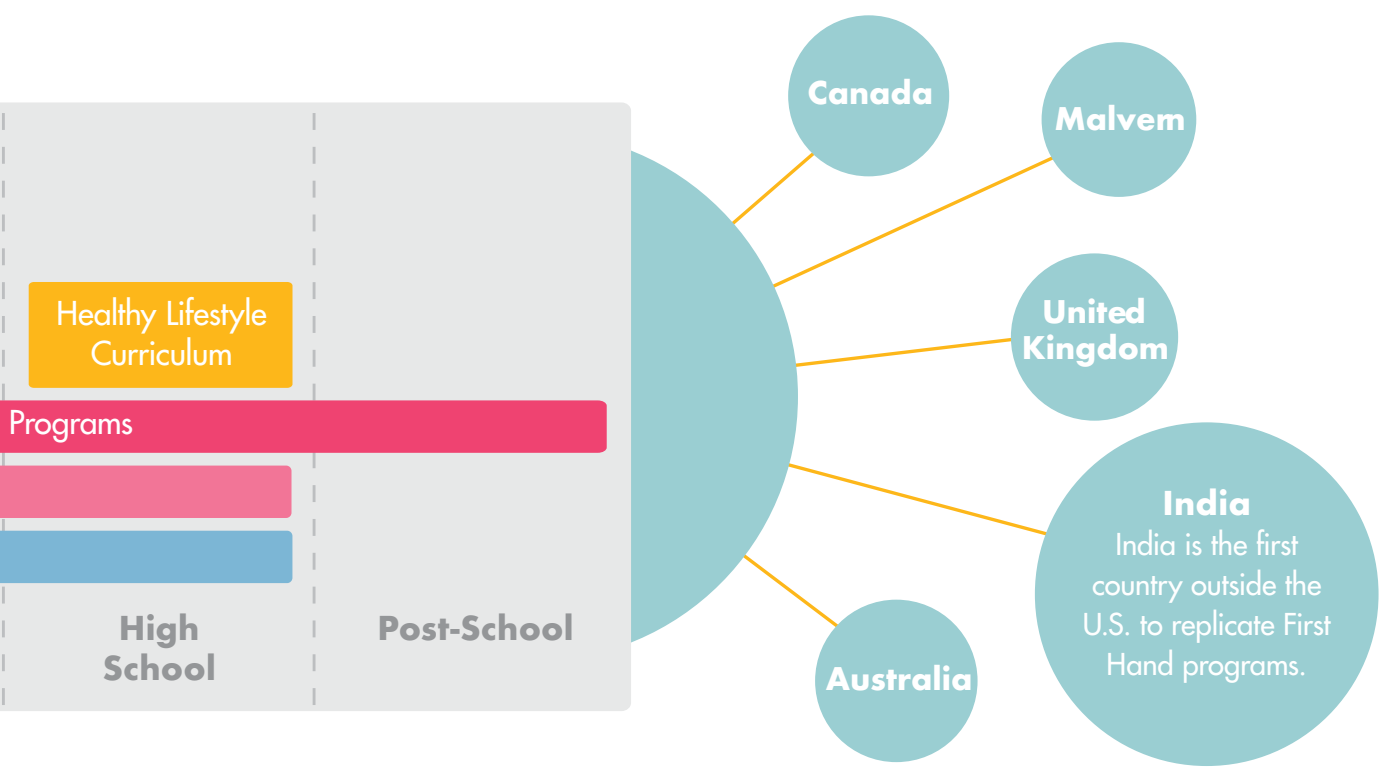 Canada
Malvern
United
Kingdom
Healthy Lifestyle
Curriculum
Programs
India
India is the first
country outside the
U.S. to replicate First
Hand programs.
High
School
Post-School
Australia